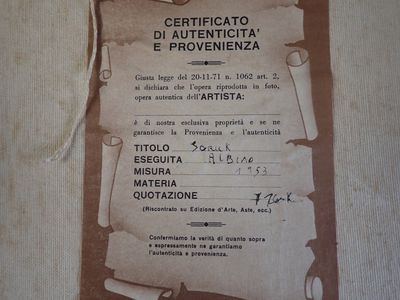 CERTIFICATO
DI AUTENTICITA'
E PROVENIENZA
Giusta legge del 20-11-71 n. 1062 art. 2,
si dichiara che l'opera riprodotta in foto,
opera autentica dell'ARTISTA:
è di nostra esclusiva proprietà e se ne
garantisce la Provenienza e l'autenticità
TITOLO
ESEGUITA ALBINO
MISURA 1953
MATERIA
QUOTAZIONE
(Riscontrato su Edizione d'Arte, Aste, ecc.)
Confermiamo la verità di quanto sopra
e espressamente ne garantiamo
l'autenticità e provenienza.